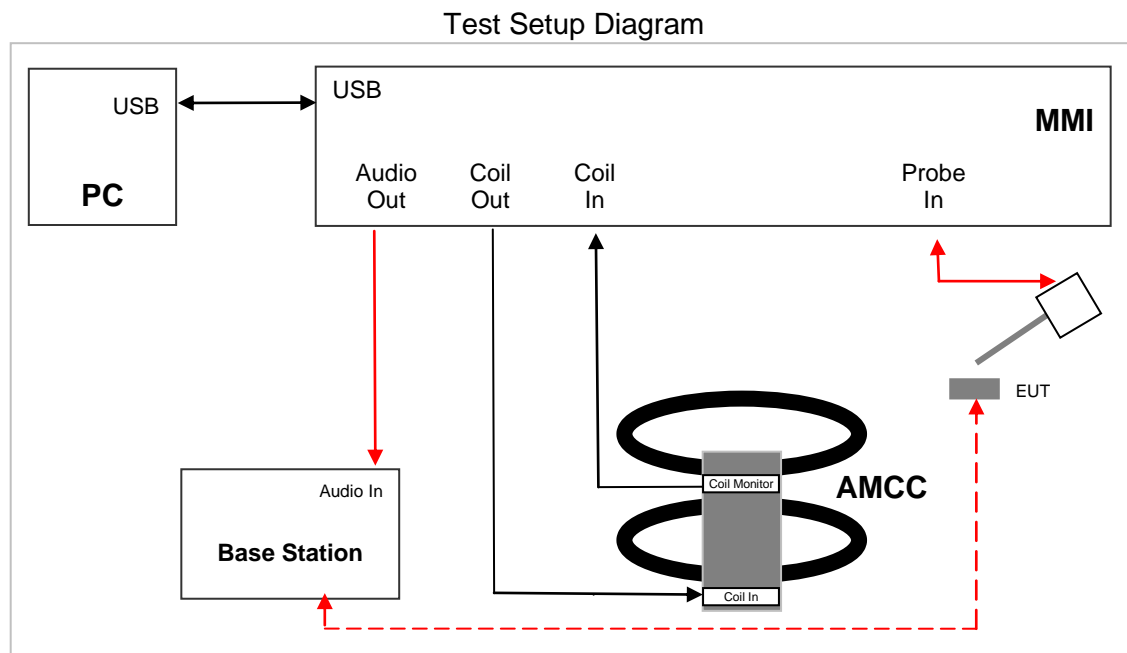 Test Setup Diagram
USB
PC
USB
MMI
Audio
Out
Coil
Out
Coil
In
Probe
In
EUT
Coil Monitor
AMCC
Audio In
Base Station
Coil In